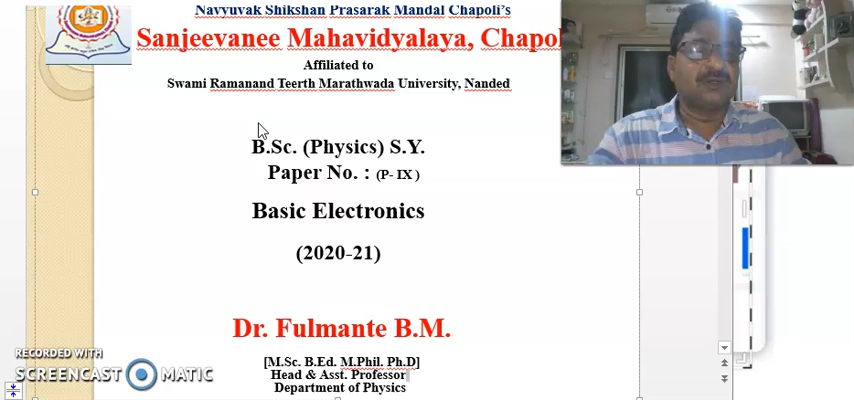 Navyuvak Shikshan Prasarak Mandal Chapoli's
Sanjeevanee Mahavidyalaya, Chapol
Affiliated to
Swami Ramanand Teerth Marathwada University, Nanded
B.Sc. (Physics) S.Y.
Paper No. : (P- IX )
Basic Electronics
(2020-21)
Dr. Fulmante B.M.
[M.Sc. B.Ed. M.Phil. Ph.D]
Head & Asst. Professor
Department of Physics
RECORDED WITH
SCREENCAST MATIC